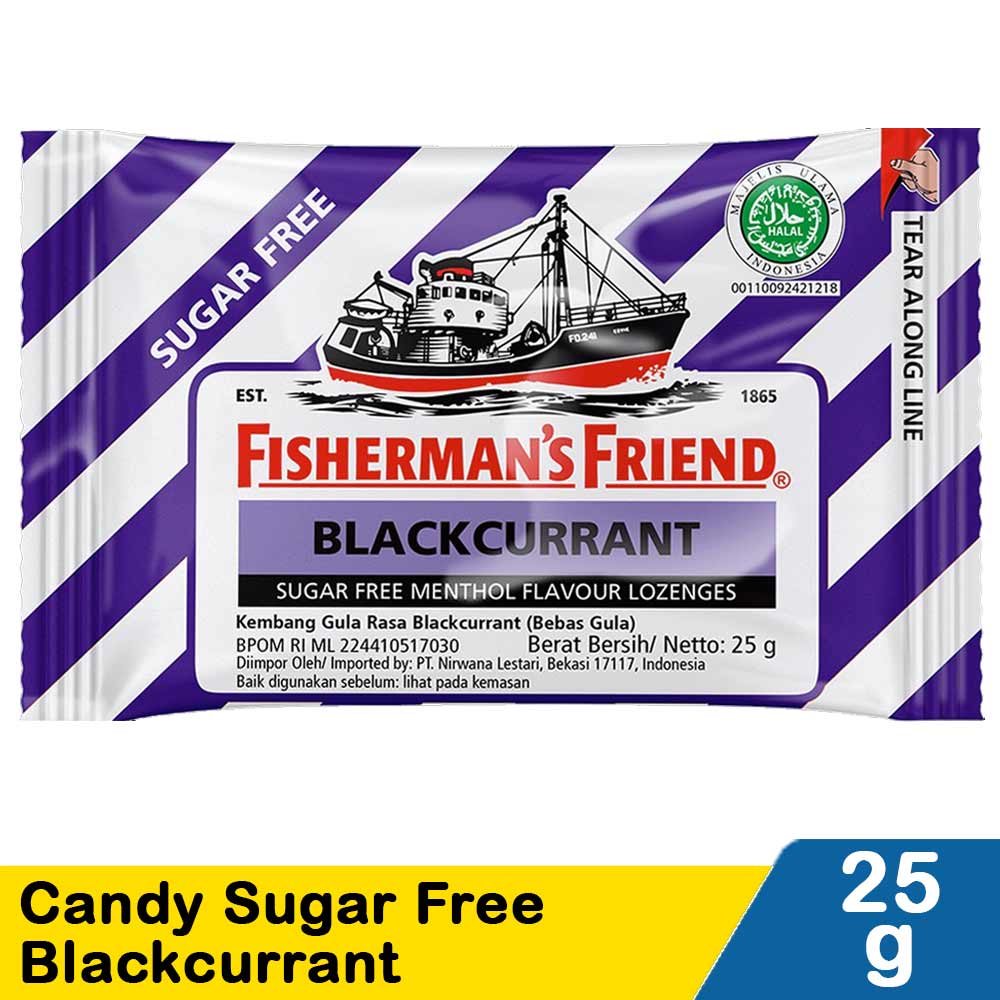 SUGAR FREE
MAJELIS ULAMA
حلال
HALAL
INDONESIA
00110092421218
TEAR ALONG LINE
FD.241
EST. 1865
FISHERMAN'S FRIEND®
BLACKCURRANT
SUGAR FREE MENTHOL FLAVOUR LOZENGES
Kembang Gula Rasa Blackcurrant (Bebas Gula)
BPOM RI ML 224410517030 Berat Bersih/ Netto: 25 g
Diimpor Oleh/ Imported by: PT. Nirwana Lestari, Bekasi 17117, Indonesia
Baik digunakan sebelum: lihat pada kemasan
Candy Sugar Free
Blackcurrant
25
g